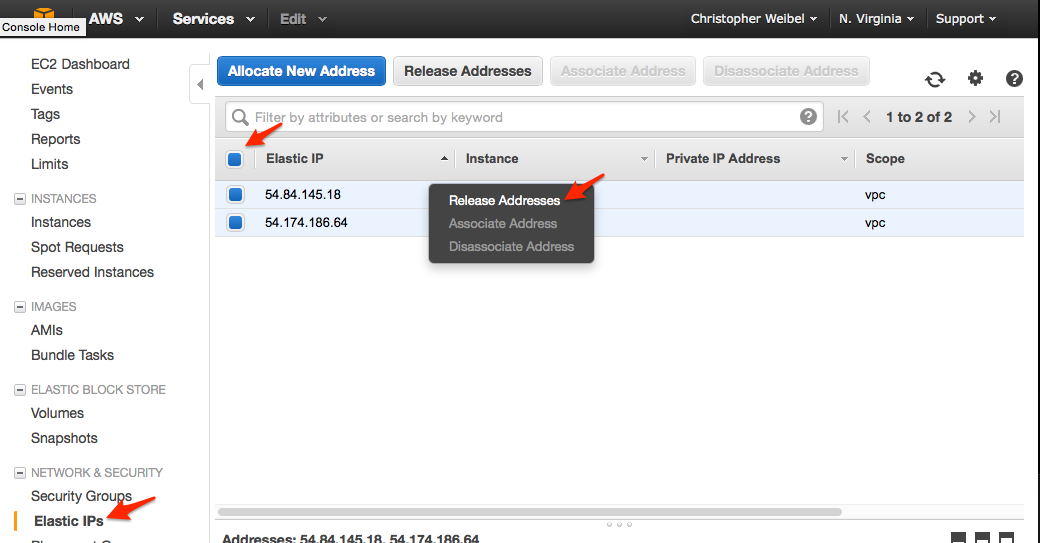 AWS Services Edit Christopher Weibel N. Virginia Support
Console Home
EC2 Dashboard
Events
Tags
Reports
Limits
INSTANCES
Instances
Spot Requests
Reserved Instances
IMAGES
AMIs
Bundle Tasks
ELASTIC BLOCK STORE
Volumes
Snapshots
NETWORK & SECURITY
Security Groups
Elastic IPs
Allocate New Address Release Addresses Associate Address Disassociate Address
Filter by attributes or search by keyword 1 to 2 of 2
Elastic IP Instance Private IP Address Scope
54.84.145.18 vpc
54.174.186.64 vpc
Release Addresses
Associate Address
Disassociate Address
Addresses: 54.84.145.18, 54.174.186.64